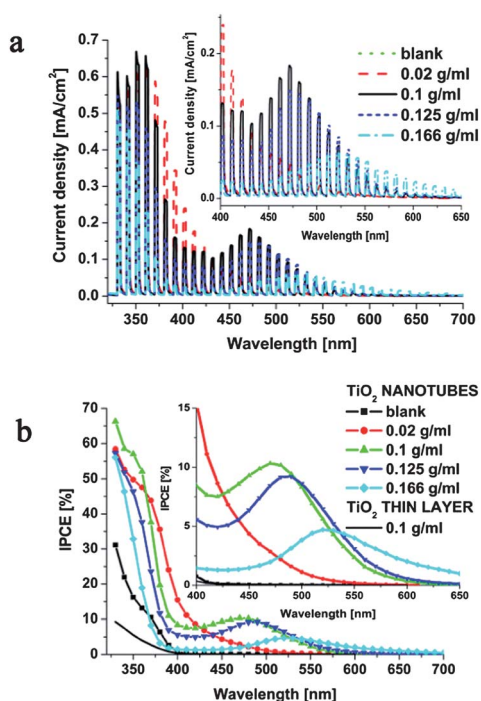 a
Current density [mA/cm²]
0.7
0.6
0.5
0.4
0.3
0.2
0.1
0.0
350 400 450 500 550 600 650 700
Wavelength [nm]
Current density [mA/cm²]
0.2
0.1
0.0
400 450 500 550 600 650
Wavelength [nm]
blank
0.02 g/ml
0.1 g/ml
0.125 g/ml
0.166 g/ml
b
IPCE [%]
70
60
50
40
30
20
10
0
350 400 450 500 550 600 650 700
Wavelength [nm]
IPCE [%]
15
10
5
0
400 450 500 550 600 650
Wavelength [nm]
TiO₂ NANOTUBES
blank
0.02 g/ml
0.1 g/ml
0.125 g/ml
0.166 g/ml
TiO₂ THIN LAYER
0.1 g/ml